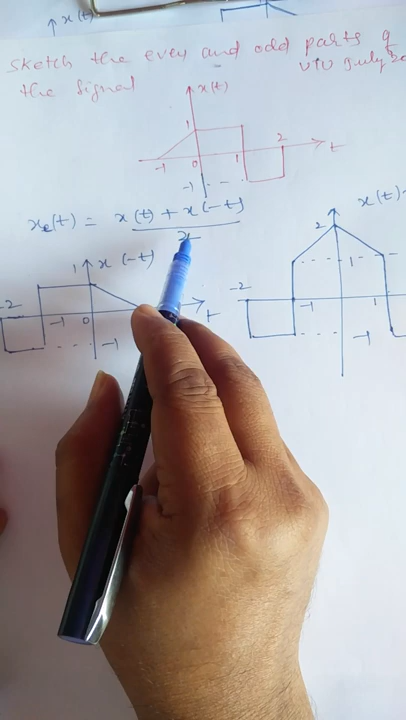 x(t)
Sketch the even and odd parts of
the signal VTU July 20
x(t)
1
-1 0 1 2 t
-1
xe(t) = x(t) + x(-t)
2
1 x(-t)
-2 -1 0 t
-1
x(t)
2
1
-2 -1 1
-1